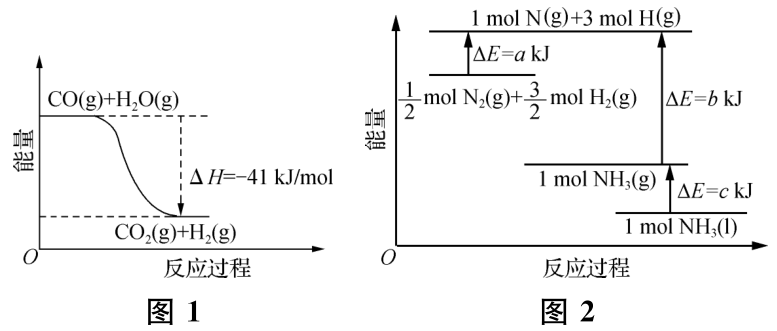 能量
CO(g)+H₂O(g)
ΔH=−41 kJ/mol
CO₂(g)+H₂(g)
O
反应过程
图 1
能量
1 mol N(g)+3 mol H(g)
ΔE=a kJ
1/2 mol N₂(g)+3/2 mol H₂(g)
ΔE=b kJ
1 mol NH₃(g)
ΔE=c kJ
1 mol NH₃(l)
O
反应过程
图 2